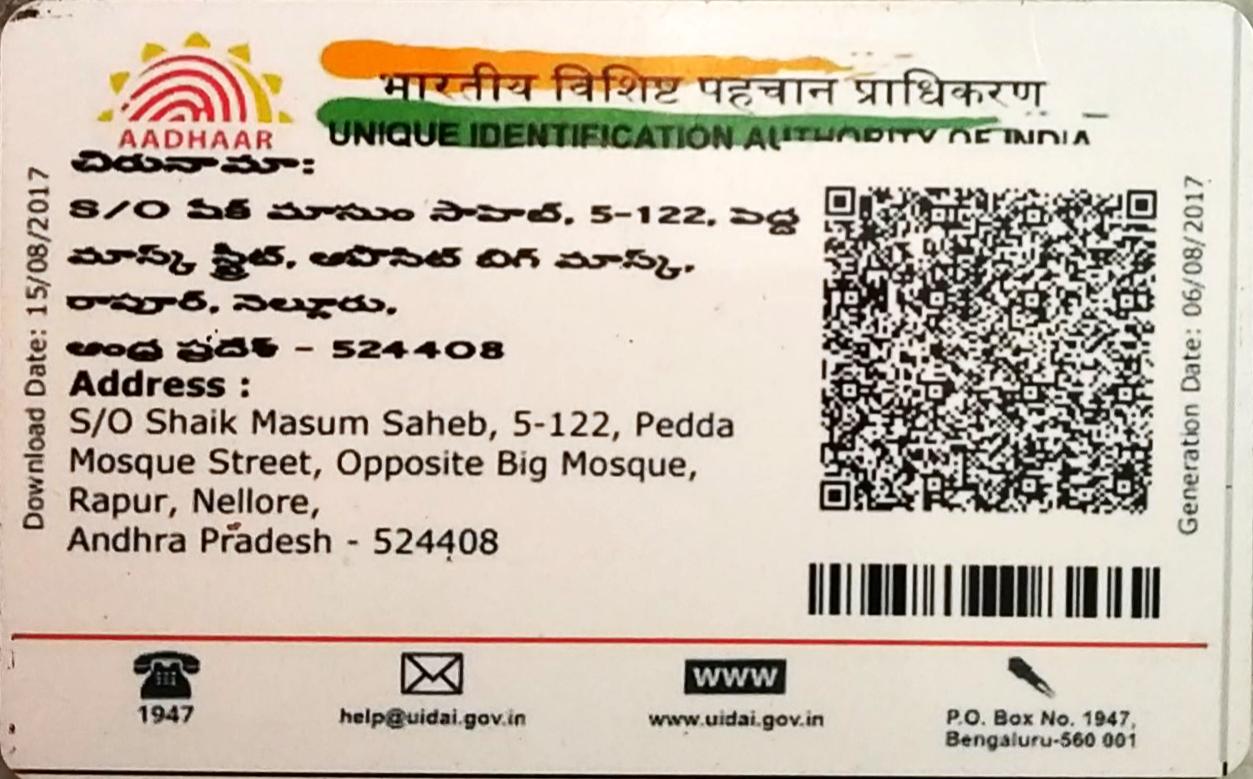 भारतीय विशिष्ट पहचान प्राधिकरण
AADHAAR
UNIQUE IDENTIFICATION AUTHORITY OF INDIA
చిరునామా:
S/O షేక్ మాసుం సాహెబ్, 5-122, పెద్ద
మాస్క్ స్ట్రీట్, ఆపొసిట్ బిగ్ మాస్క్,
రాపూర్, నెల్లూరు,
ఆంధ్ర ప్రదేశ్ - 524408
Address :
S/O Shaik Masum Saheb, 5-122, Pedda
Mosque Street, Opposite Big Mosque,
Rapur, Nellore,
Andhra Pradesh - 524408
Download Date: 15/08/2017
Generation Date: 06/08/2017
1947
help@uidai.gov.in
www
www.uidai.gov.in
P.O. Box No. 1947,
Bengaluru-560 001